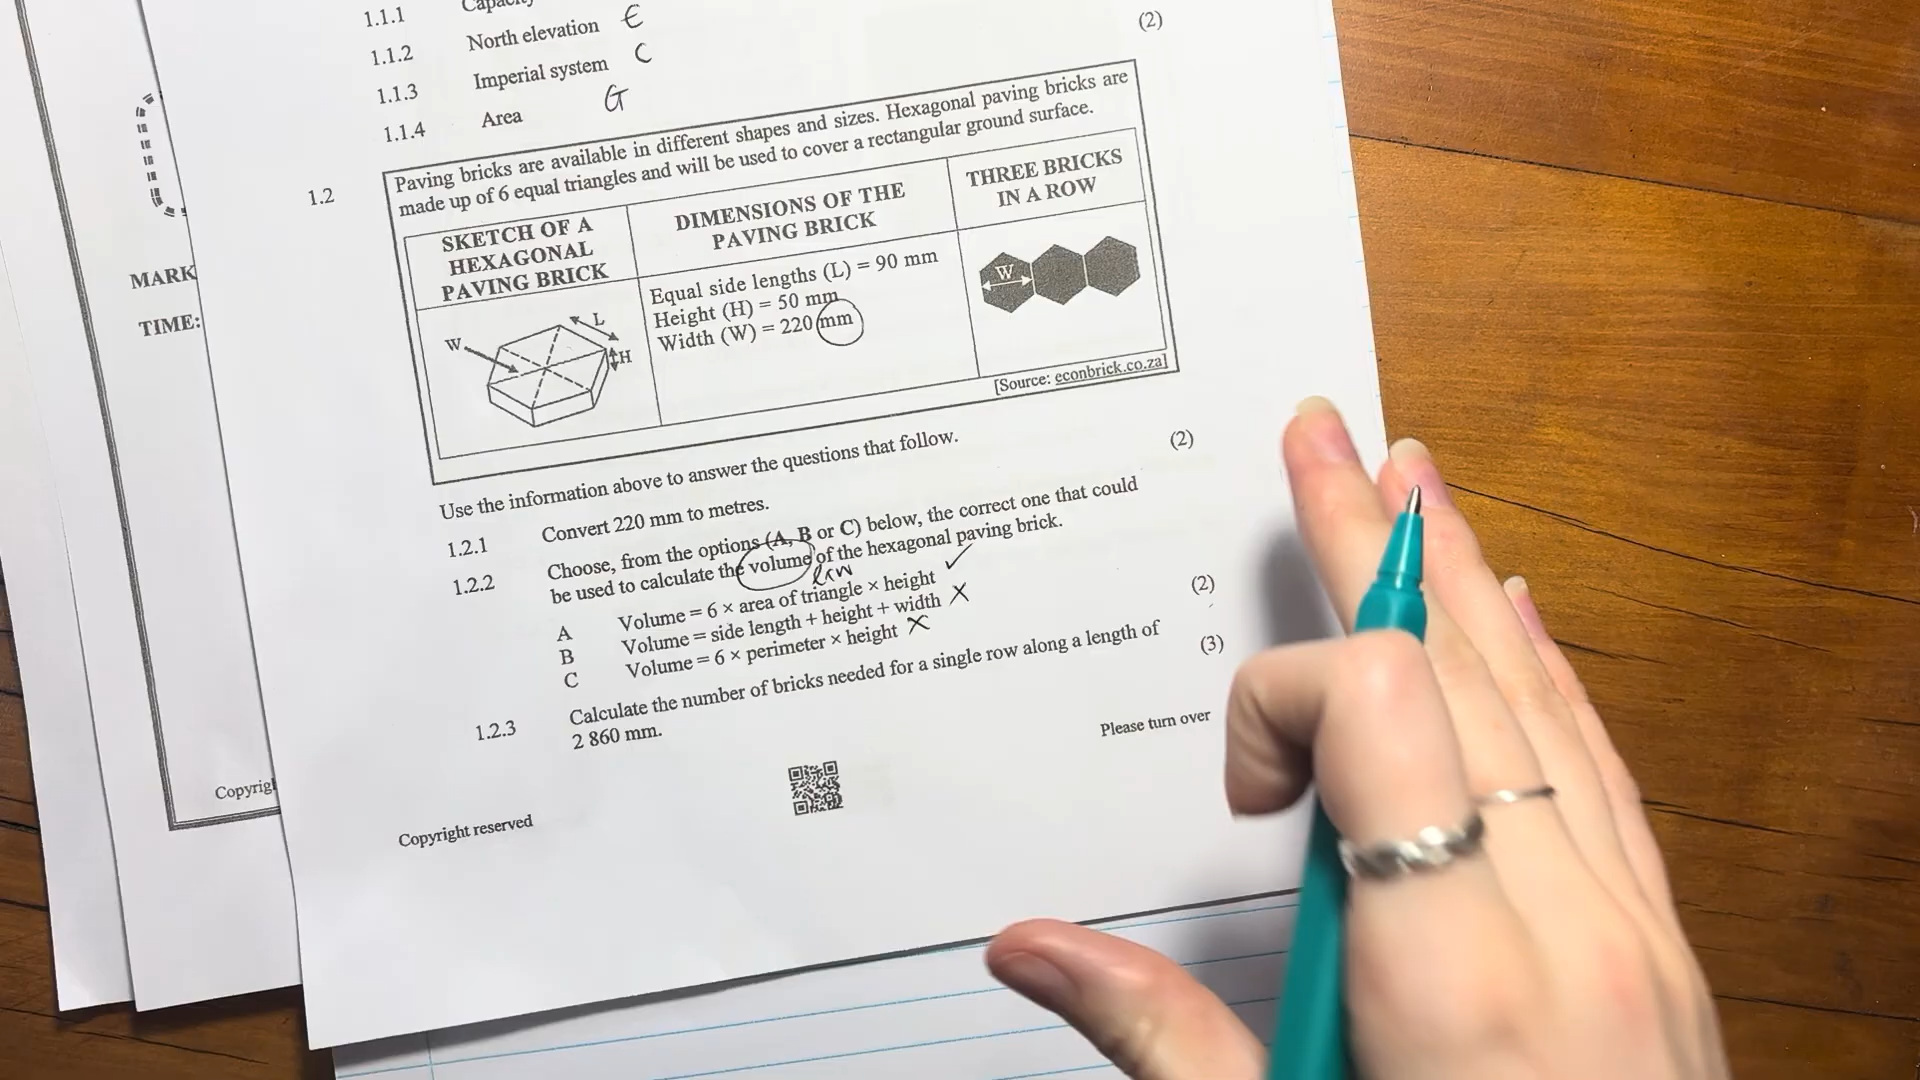 1.1.1
1.1.2 North elevation E
1.1.3 Imperial system C
1.1.4 Area G
(2)
1.2 Paving bricks are available in different shapes and sizes. Hexagonal paving bricks are
made up of 6 equal triangles and will be used to cover a rectangular ground surface.
SKETCH OF A
HEXAGONAL
PAVING BRICK
DIMENSIONS OF THE
PAVING BRICK
THREE BRICKS
IN A ROW
W
L
H
Equal side lengths (L) = 90 mm
Height (H) = 50 mm
Width (W) = 220 mm
W
[Source: econbrick.co.za]
Use the information above to answer the questions that follow.
1.2.1 Convert 220 mm to metres. (2)
1.2.2 Choose, from the options (A, B or C) below, the correct one that could
be used to calculate the volume of the hexagonal paving brick.
A Volume = 6 × area of triangle × height ✓
B Volume = side length + height + width X
C Volume = 6 × perimeter × height X
(2)
1.2.3 Calculate the number of bricks needed for a single row along a length of
2 860 mm. (3)
Copyright reserved
Please turn over
MARK
TIME: